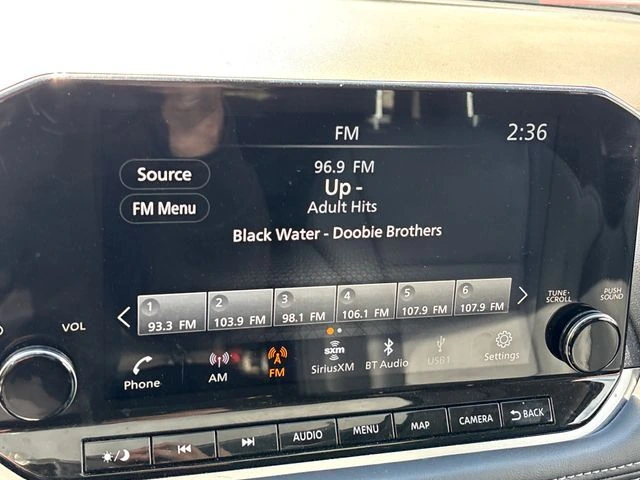 FM
2:36
Source
96.9 FM
Up -
FM Menu
Adult Hits
Black Water - Doobie Brothers
TUNE·SCROLL
PUSH SOUND
1 2 3 4 5 6
93.3 FM 103.9 FM 98.1 FM 106.1 FM 107.9 FM 107.9 FM
VOL
Phone
AM
FM
sxm
SiriusXM
BT Audio
USB1
Settings
AUDIO
MENU
MAP
CAMERA
BACK